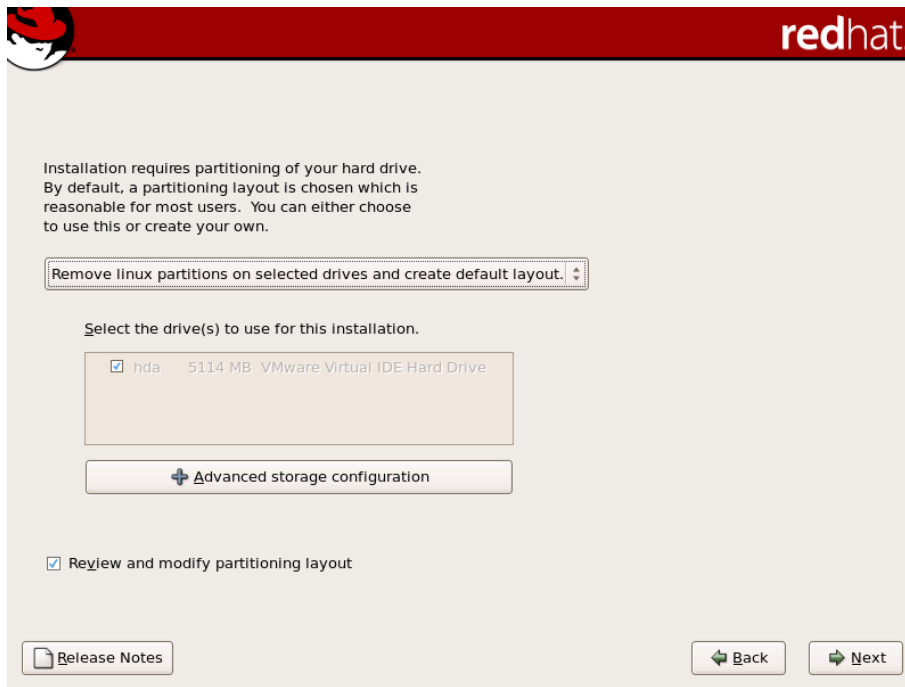 redhat.
Installation requires partitioning of your hard drive.
By default, a partitioning layout is chosen which is
reasonable for most users.  You can either choose
to use this or create your own.
Remove linux partitions on selected drives and create default layout.
Select the drive(s) to use for this installation.
hda 5114 MB VMware Virtual IDE Hard Drive
Advanced storage configuration
Review and modify partitioning layout
Release Notes
Back
Next